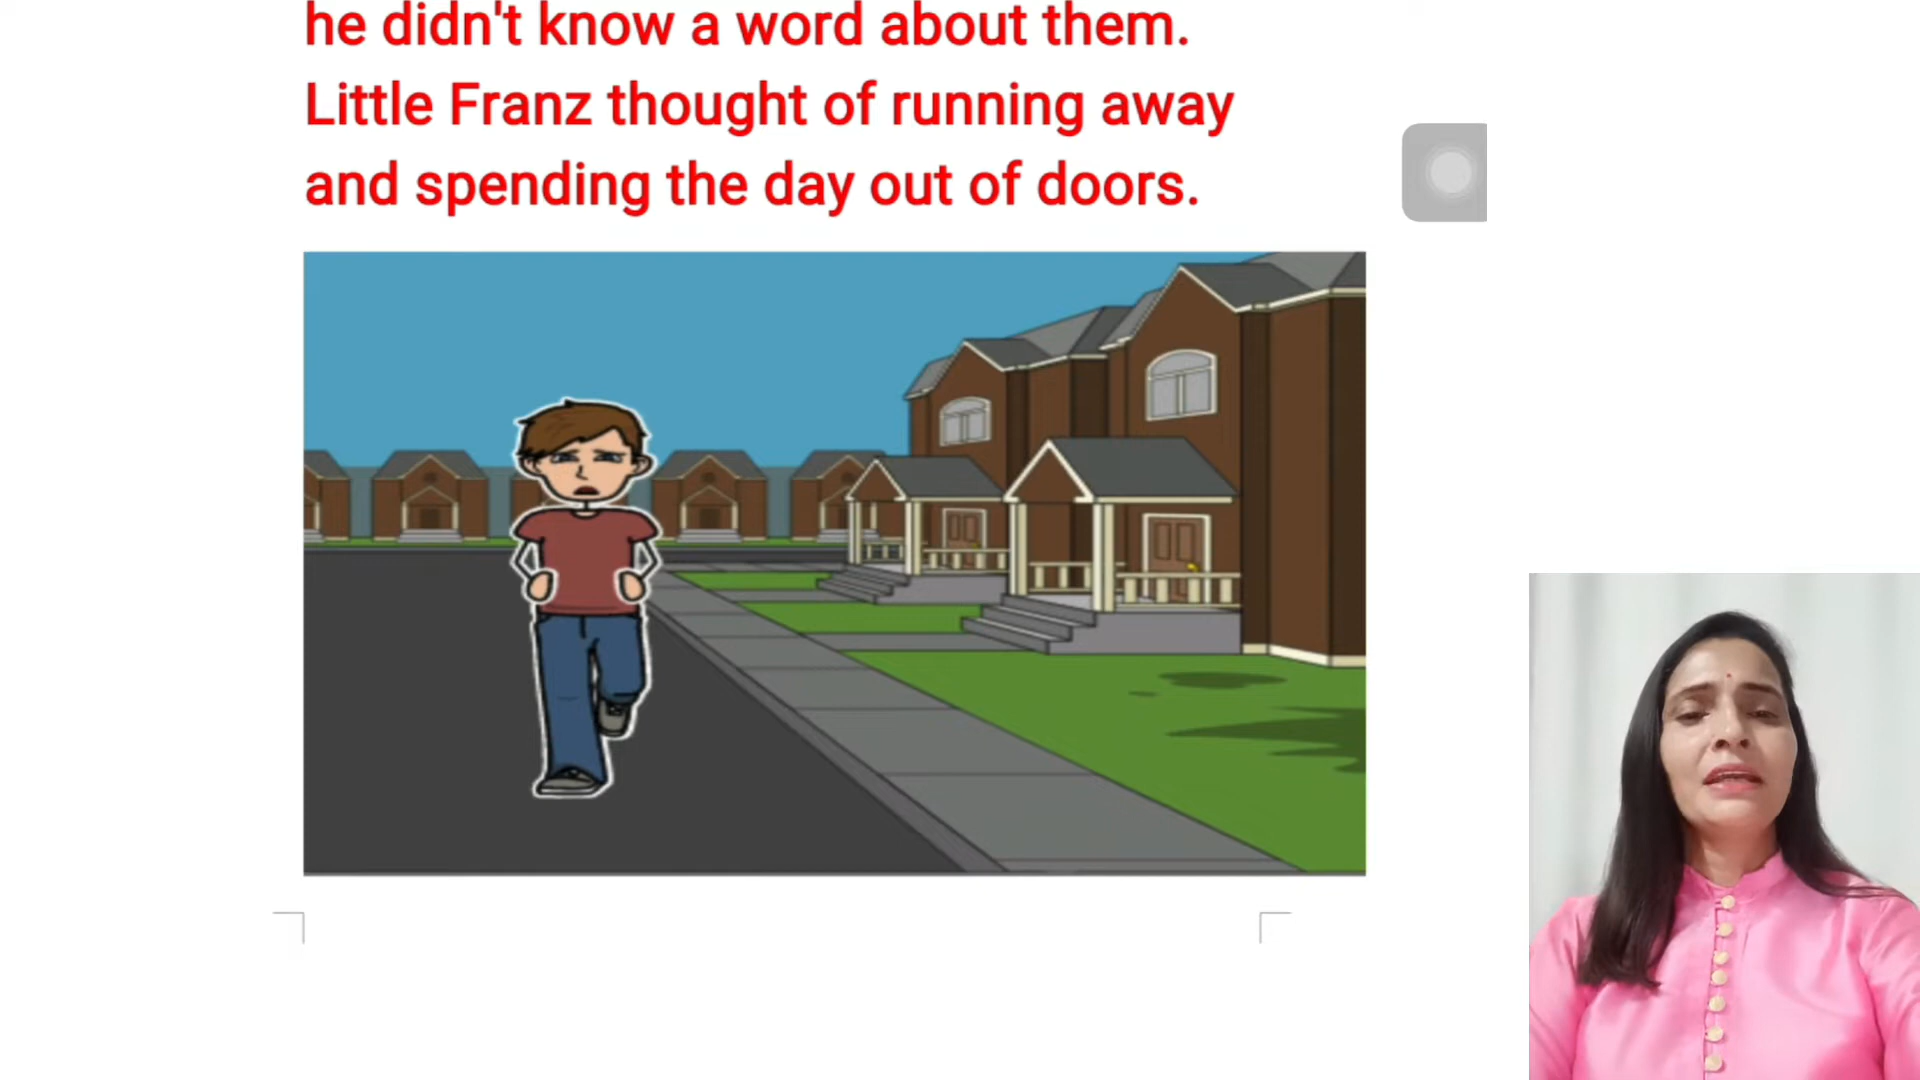 he didn't know a word about them.
Little Franz thought of running away
and spending the day out of doors.